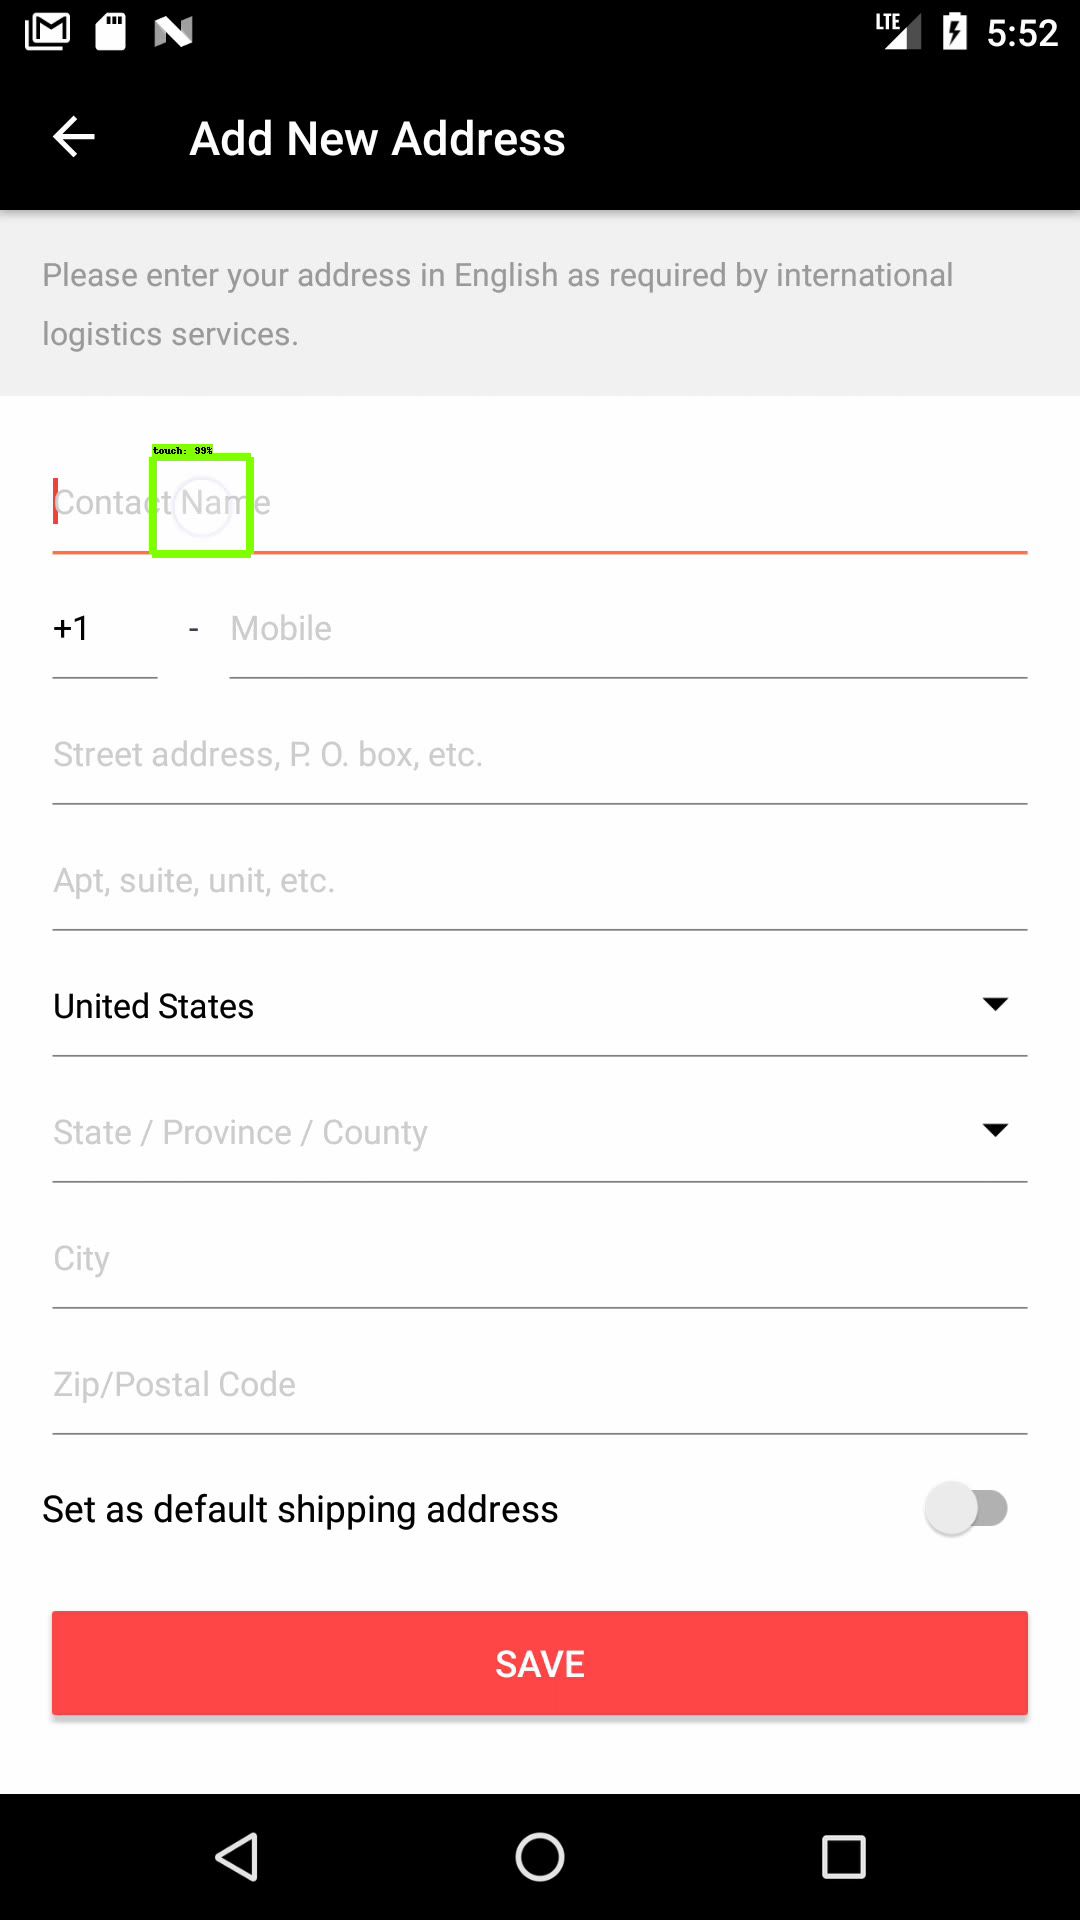 LTE 5:52
Add New Address
Please enter your address in English as required by international
logistics services.
touch: 99%
Contact Name
+1 - Mobile
Street address, P. O. box, etc.
Apt, suite, unit, etc.
United States
State / Province / County
City
Zip/Postal Code
Set as default shipping address
SAVE